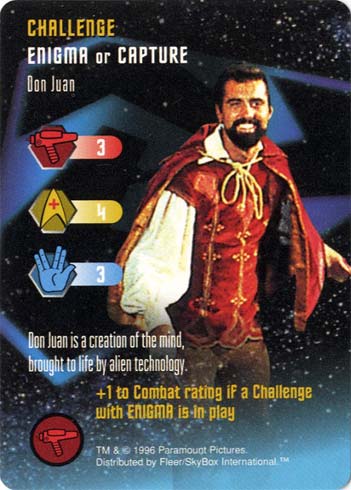 CHALLENGE
ENIGMA or CAPTURE
Don Juan
3
4
3
Don Juan is a creation of the mind,
brought to life by alien technology.
+1 to Combat rating if a Challenge
with ENIGMA is in play
TM & © 1996 Paramount Pictures.
Distributed by Fleer/SkyBox International.™